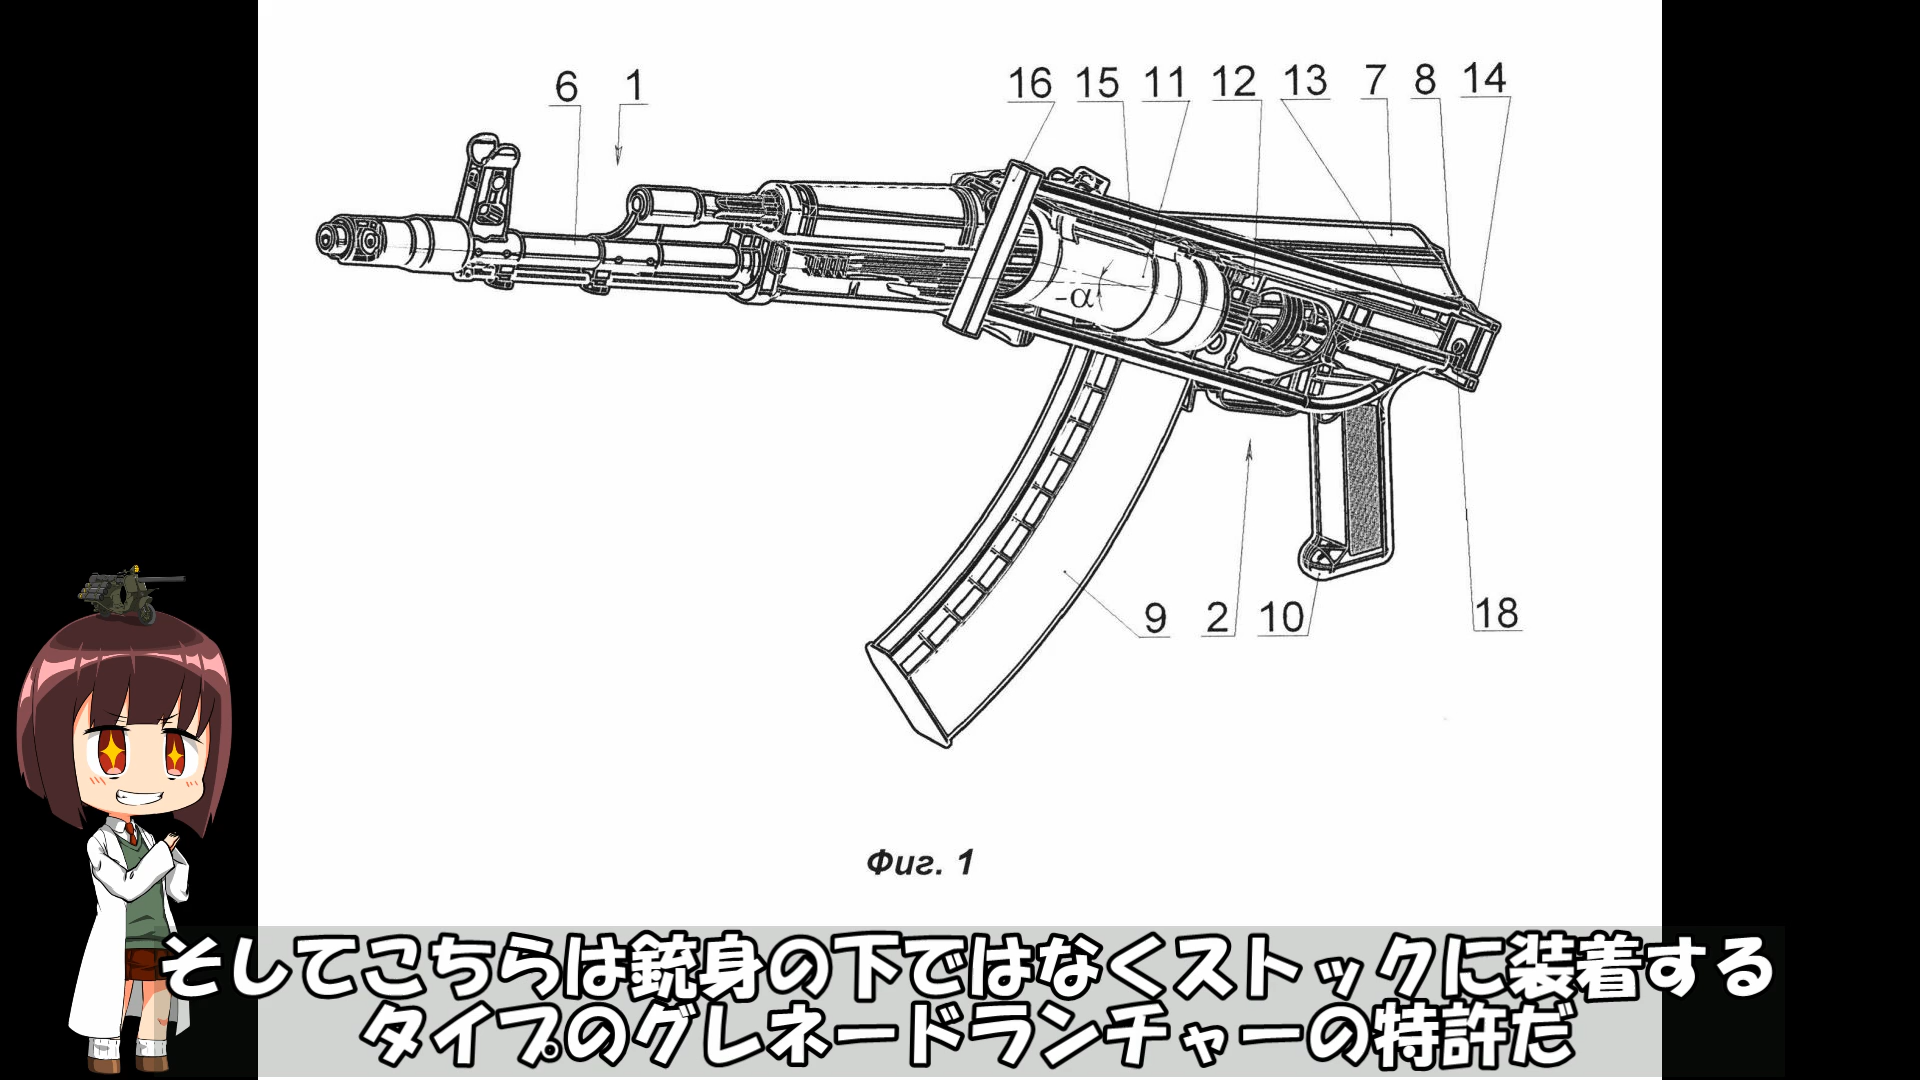 6 1 16 15 11 12 13 7 8 14
-α
9 2 10 18
Фиг. 1
そしてこちらは銃身の下ではなくストックに装着する
タイプのグレネードランチャーの特許だ